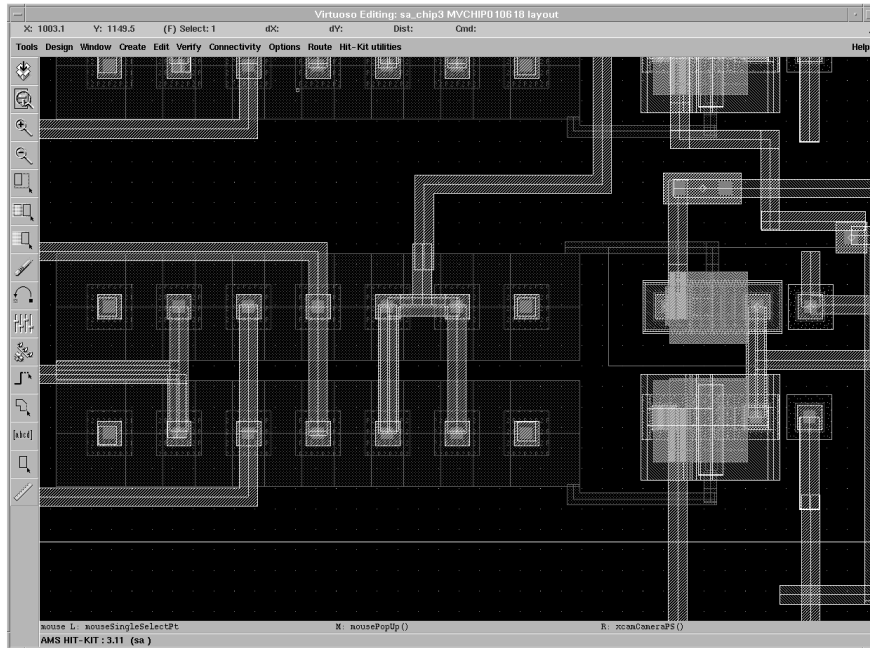 Virtuoso Editing: sa_chip3 MVCHIP010618 layout
X: 1003.1 Y: 1149.5 (F) Select: 1 dX: dY: Dist: Cmd:
Tools Design Window Create Edit Verify Connectivity Options Route Hit-Kit utilities Help
[abcd]
mouse L: mouseSingleSelectPt M: mousePopUp() R: xcamCameraPS()
AMS HIT-KIT: 3.11 (sa )